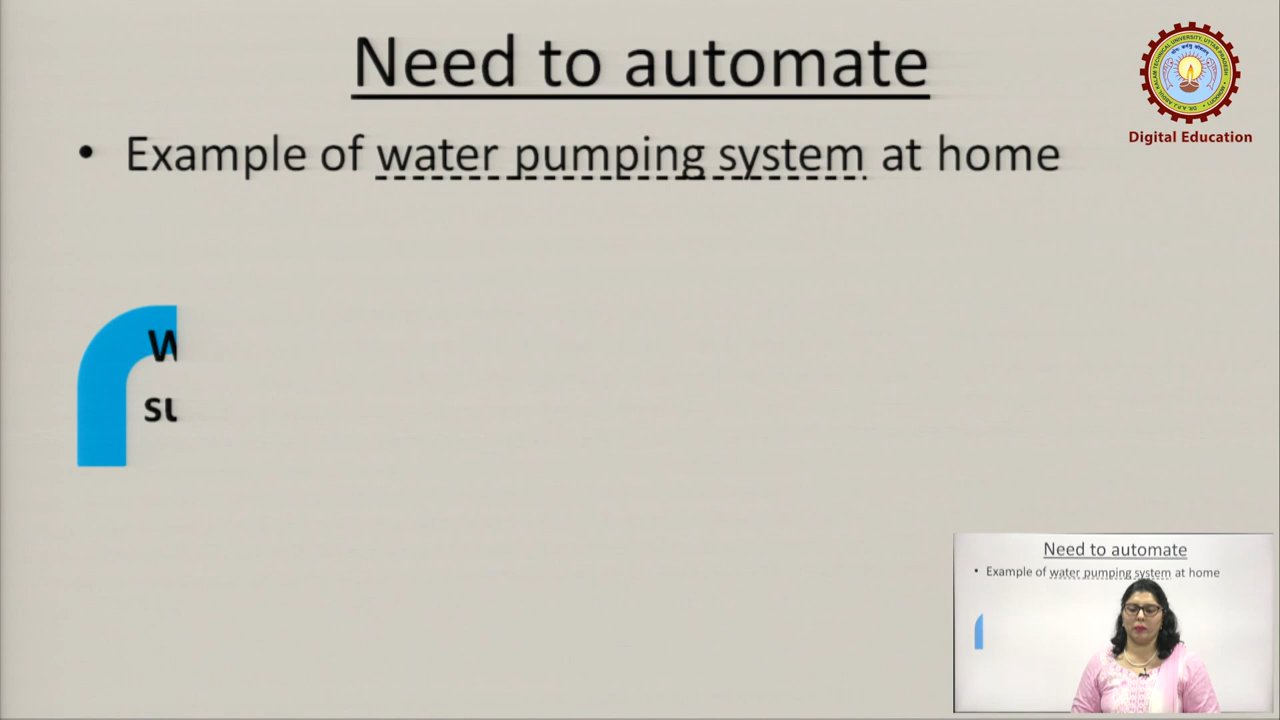 Need to automate
• Example of water pumping system at home
Digital Education
Need to automate
• Example of water pumping system at home